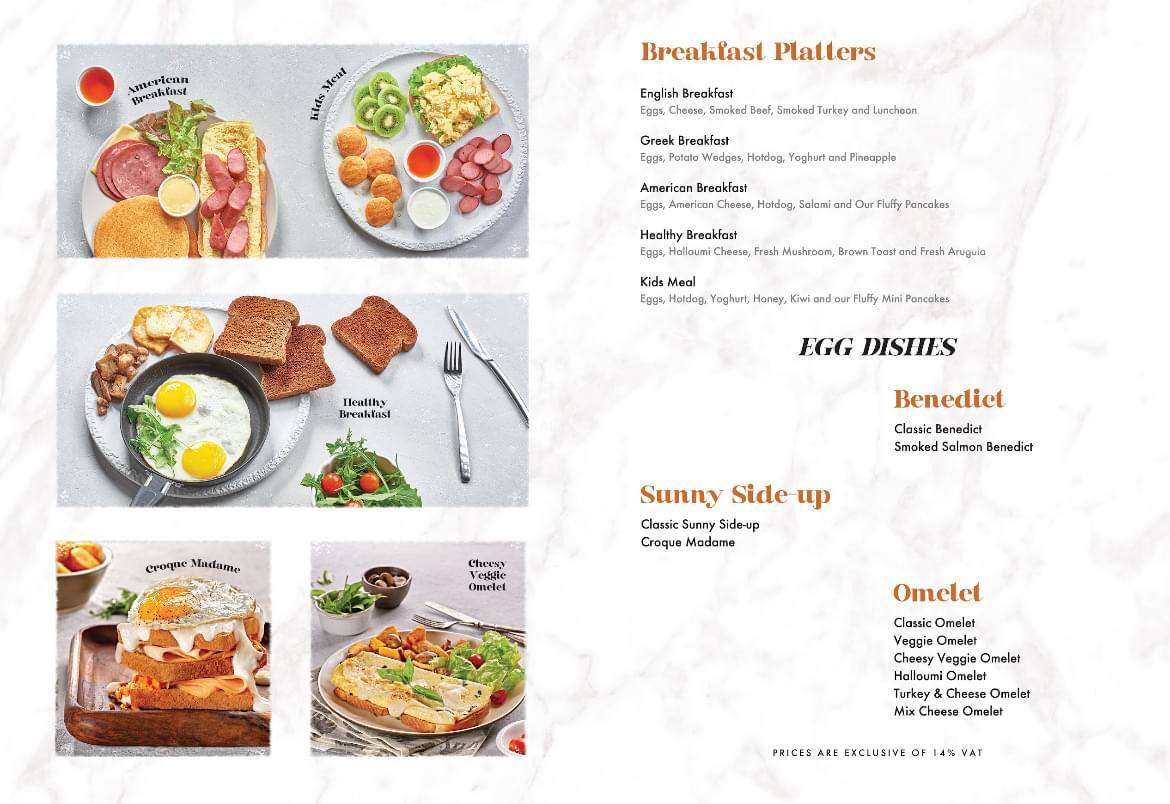 American
Breakfast
Kids Meal
Healthy
Breakfast
Croque Madame
Cheesy
Veggie
Omelet
Breakfast Platters
English Breakfast
Eggs, Cheese, Smoked Beef, Smoked Turkey and Luncheon
Greek Breakfast
Eggs, Potato Wedges, Hotdog, Yoghurt and Pineapple
American Breakfast
Eggs, American Cheese, Hotdog, Salami and Our Fluffy Pancakes
Healthy Breakfast
Eggs, Halloumi Cheese, Fresh Mushroom, Brown Toast and Fresh Aruguia
Kids Meal
Eggs, Hotdog, Yoghurt, Honey, Kiwi and our Fluffy Mini Pancakes
EGG DISHES
Benedict
Classic Benedict
Smoked Salmon Benedict
Sunny Side-up
Classic Sunny Side-up
Croque Madame
Omelet
Classic Omelet
Veggie Omelet
Cheesy Veggie Omelet
Halloumi Omelet
Turkey & Cheese Omelet
Mix Cheese Omelet
PRICES ARE EXCLUSIVE OF 14% VAT